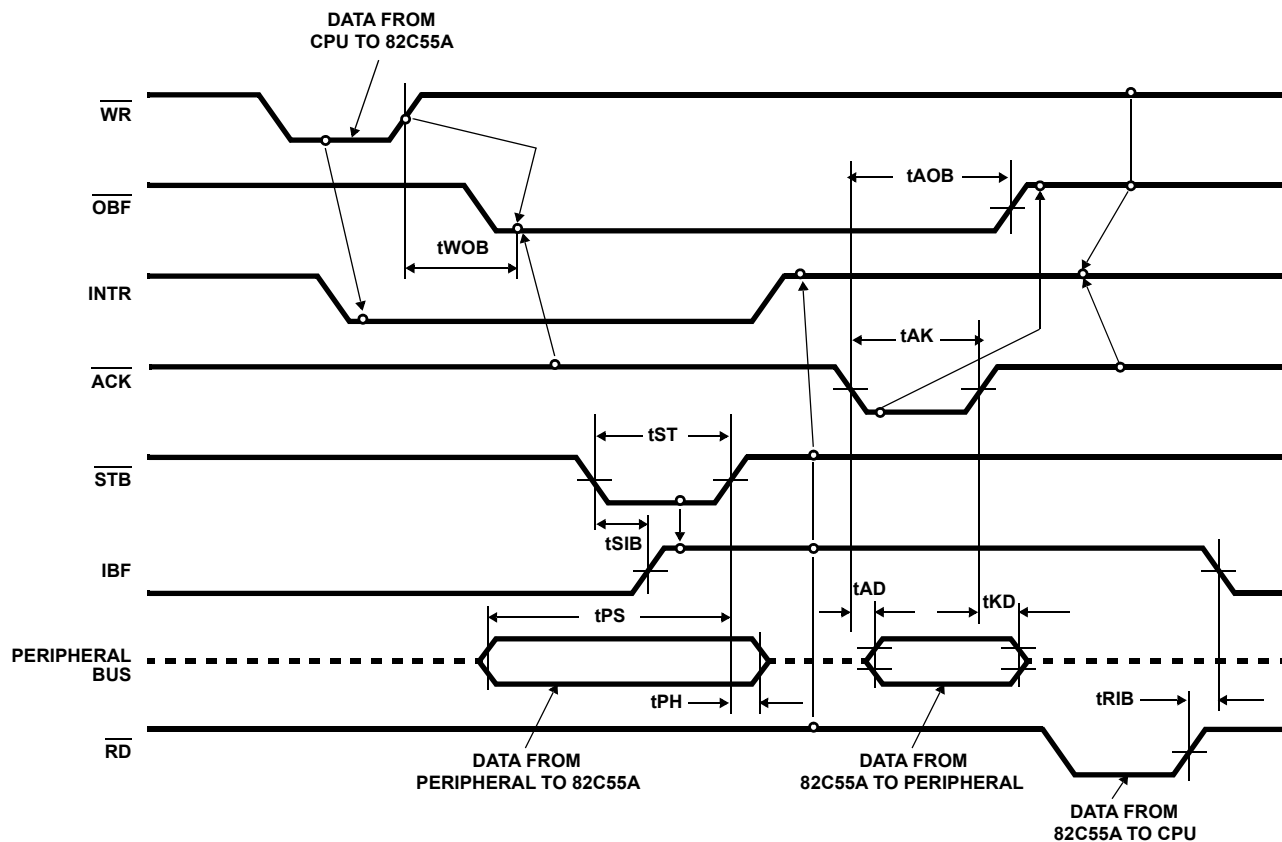 DATA FROM
CPU TO 82C55A
WR
tAOB
OBF
tWOB
INTR
tAK
ACK
tST
STB
tSIB
IBF
tAD
tKD
tPS
PERIPHERAL
BUS
tPH
tRIB
RD
DATA FROM
PERIPHERAL TO 82C55A
DATA FROM
82C55A TO PERIPHERAL
DATA FROM
82C55A TO CPU